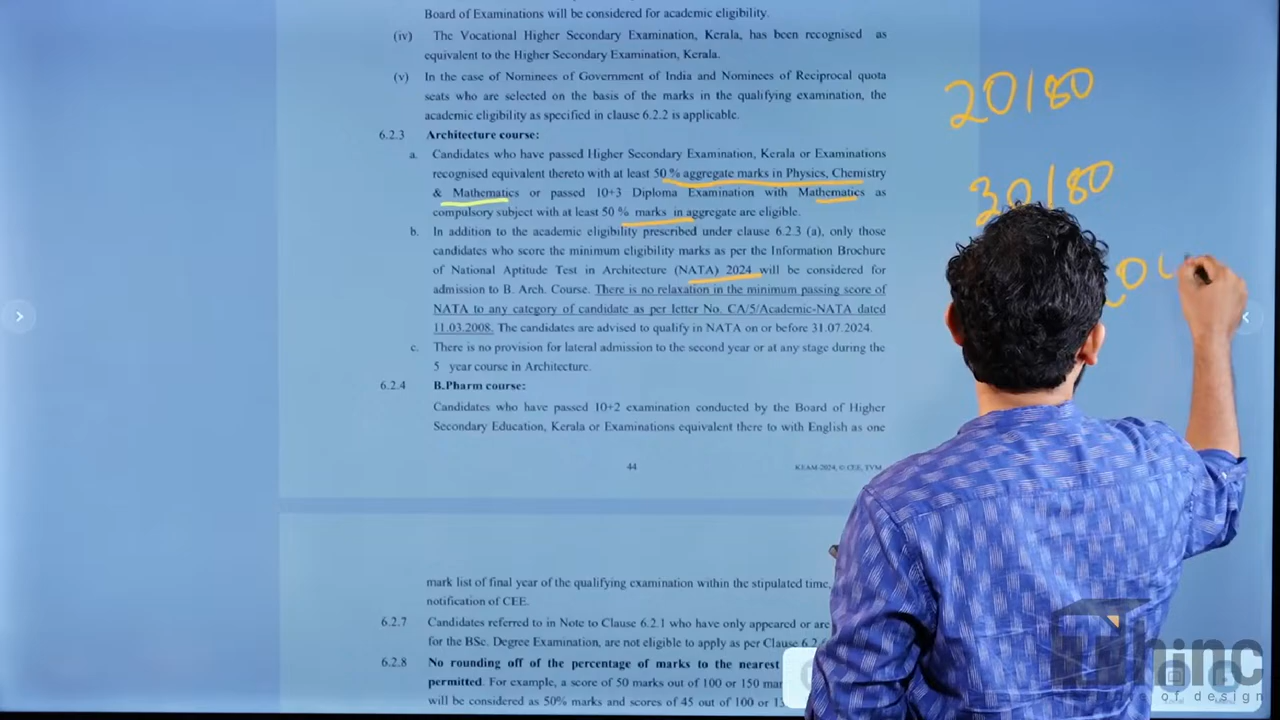 Board of Examinations will be considered for academic eligibility.
(iv) The Vocational Higher Secondary Examination, Kerala, has been recognised as
equivalent to the Higher Secondary Examination, Kerala.
(v) In the case of Nominees of Government of India and Nominees of Reciprocal quota
seats who are selected on the basis of the marks in the qualifying examination, the
academic eligibility as specified in clause 6.2.2 is applicable.
6.2.3 Architecture course:
a. Candidates who have passed Higher Secondary Examination, Kerala or Examinations
recognised equivalent thereto with at least 50 % aggregate marks in Physics, Chemistry
& Mathematics or passed 10+3 Diploma Examination with Mathematics as
compulsory subject with at least 50 % marks in aggregate are eligible.
b. In addition to the academic eligibility prescribed under clause 6.2.3 (a), only those
candidates who score the minimum eligibility marks as per the Information Brochure
of National Aptitude Test in Architecture (NATA) 2024 will be considered for
admission to B. Arch. Course. There is no relaxation in the minimum passing score of
NATA to any category of candidate as per letter No. CA/5/Academic-NATA dated
11.03.2008. The candidates are advised to qualify in NATA on or before 31.07.2024.
c. There is no provision for lateral admission to the second year or at any stage during the
5 year course in Architecture.
6.2.4 B.Pharm course:
Candidates who have passed 10+2 examination conducted by the Board of Higher
Secondary Education, Kerala or Examinations equivalent there to with English as one
44 KEAM-2024, © CEE, TVM
mark list of final year of the qualifying examination within the stipulated time,
notification of CEE.
6.2.7 Candidates referred to in Note to Clause 6.2.1 who have only appeared or are
for the BSc. Degree Examination, are not eligible to apply as per Clause 6.2.
6.2.8 No rounding off of the percentage of marks to the nearest
permitted. For example, a score of 50 marks out of 100 or 150
will be considered as 50% marks and scores of 45 out of 100 or
20/80
30/80
Thinc
of design